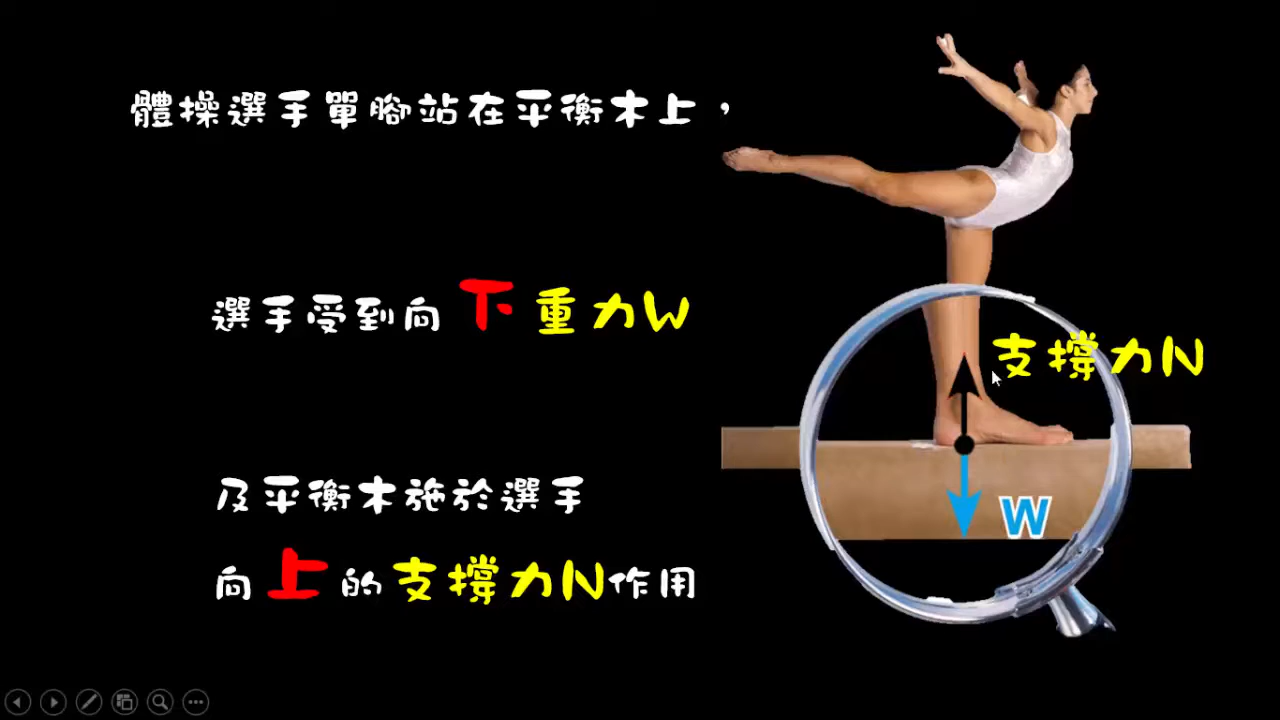 體操選手單腳站在平衡木上，
選手受到向下重力W
支撐力N
W
及平衡木施於選手
向上的支撐力N作用